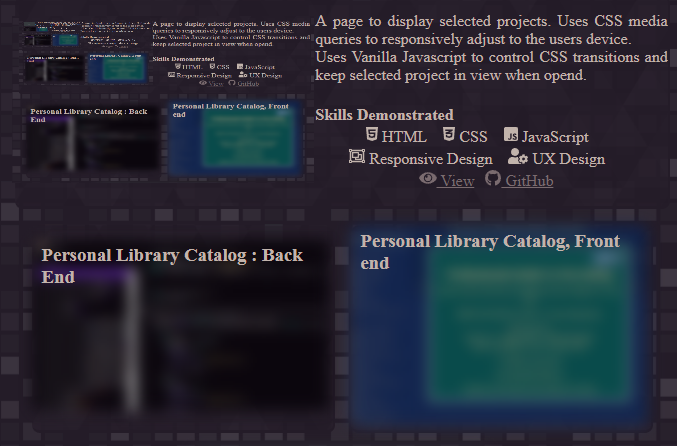 A page to display selected projects. Uses CSS media
queries to responsively adjust to the users device.
Uses Vanilla Javascript to control CSS transitions and
keep selected project in view when opend.
Skills Demonstrated
HTML CSS JavaScript
Responsive Design UX Design
View GitHub
Personal Library Catalog : Back
End
Personal Library Catalog, Front
end
A page to display selected projects. Uses CSS media
queries to responsively adjust to the users device.
Uses Vanilla Javascript to control CSS transitions and
keep selected project in view when opend.
Skills Demonstrated
HTML CSS JavaScript
Responsive Design UX Design
View GitHub
Personal Library Catalog : Back
End
Personal Library Catalog, Front
end